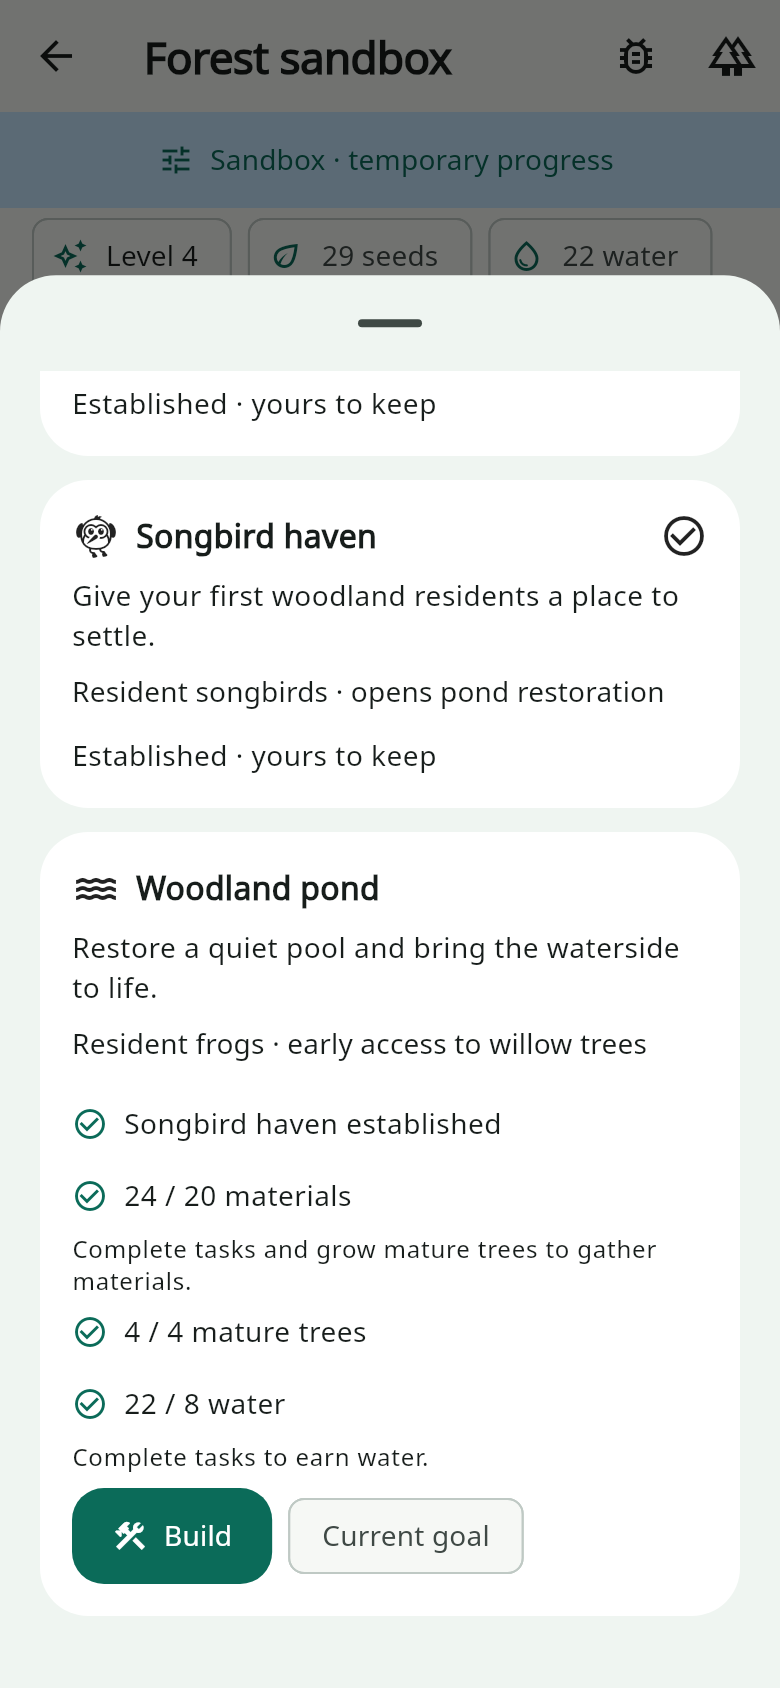 Forest sandbox
Sandbox · temporary progress
Level 4
29 seeds
22 water
Established · yours to keep
Songbird haven
Give your first woodland residents a place to
settle.
Resident songbirds · opens pond restoration
Established · yours to keep
Woodland pond
Restore a quiet pool and bring the waterside
to life.
Resident frogs · early access to willow trees
Songbird haven established
24 / 20 materials
Complete tasks and grow mature trees to gather
materials.
4 / 4 mature trees
22 / 8 water
Complete tasks to earn water.
Build
Current goal